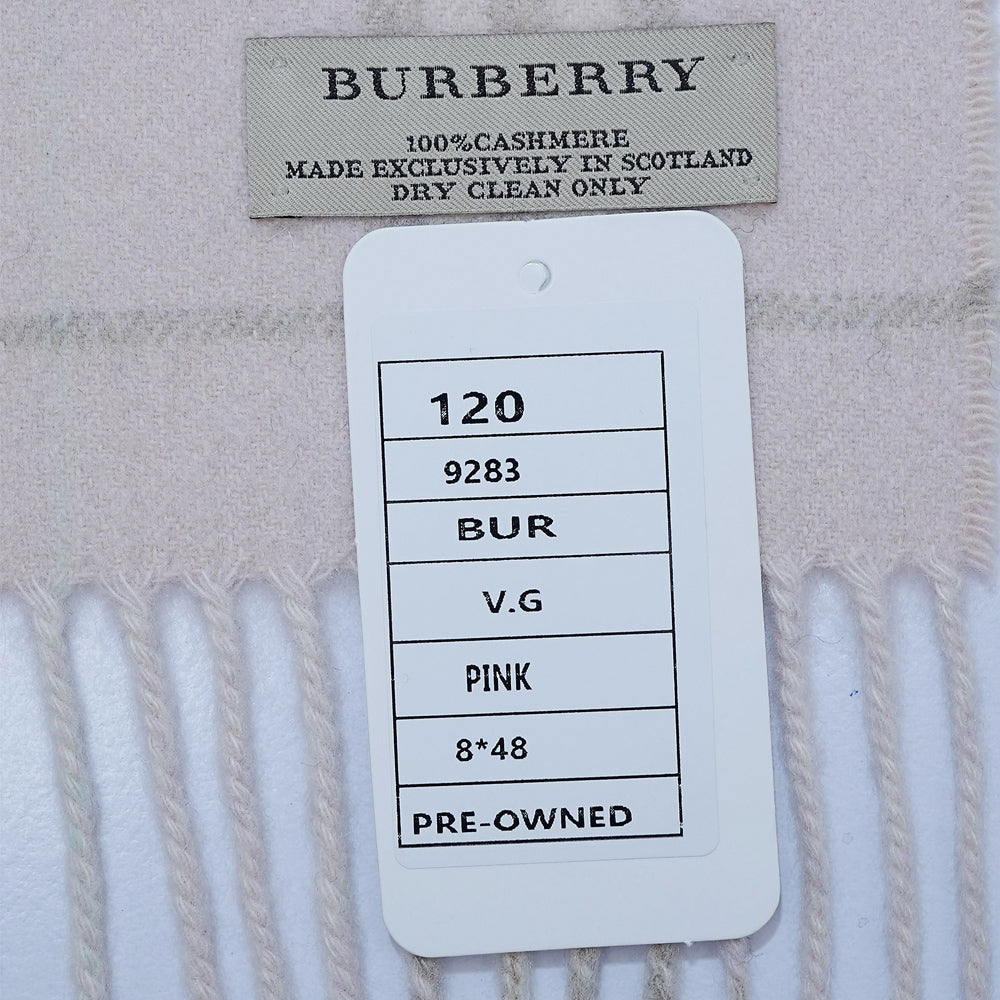 BURBERRY
100%CASHMERE
MADE EXCLUSIVELY IN SCOTLAND
DRY CLEAN ONLY
120
9283
BUR
V.G
PINK
8*48
PRE-OWNED